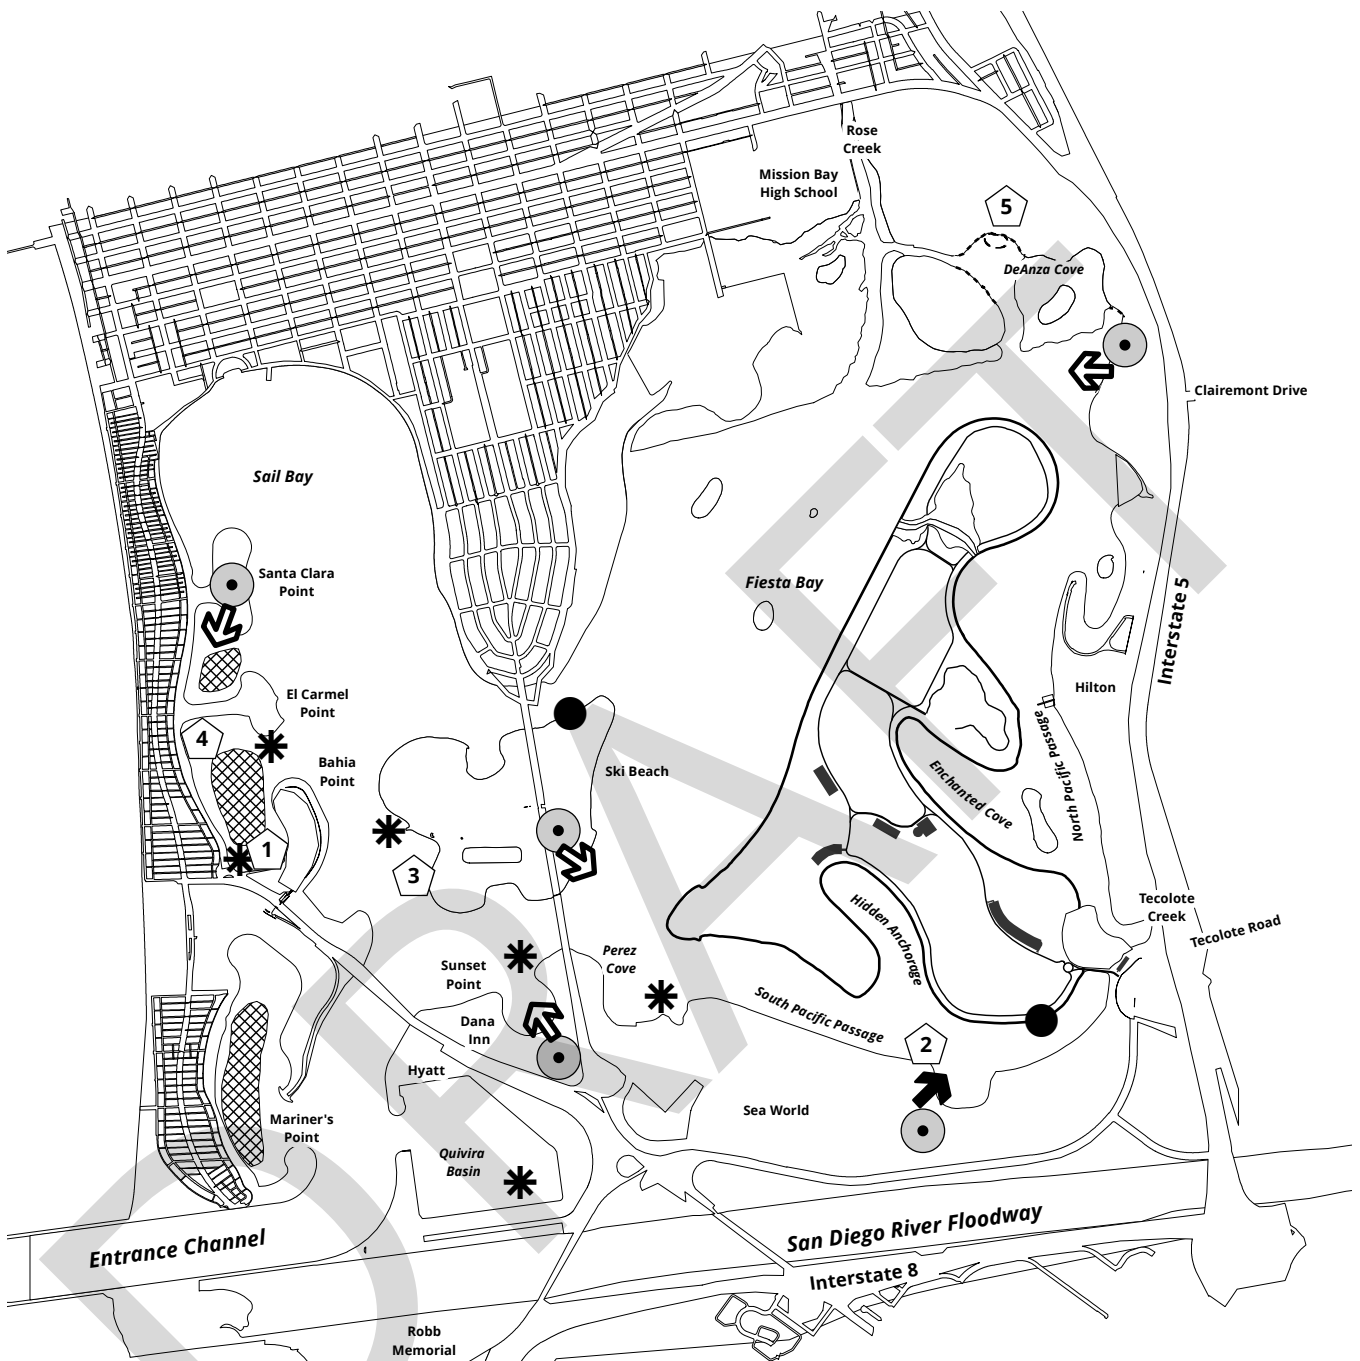 Rose
Creek
Mission Bay
High School
5
DeAnza Cove
Clairemont Drive
Sail Bay
Santa Clara
Point
Fiesta Bay
Interstate 5
El Carmel
Point
Hilton
4
Bahia
Point
Ski Beach
North Pacific Passage
Enchanted Cove
1
3
Hidden Anchorage
Tecolote
Creek
Tecolote Road
Perez
Cove
Sunset
Point
South Pacific Passage
Dana
Inn
2
Hyatt
Sea World
Mariner's
Point
Quivira
Basin
Entrance Channel
San Diego River Floodway
Interstate 8
Robb
Memorial
DRAFT